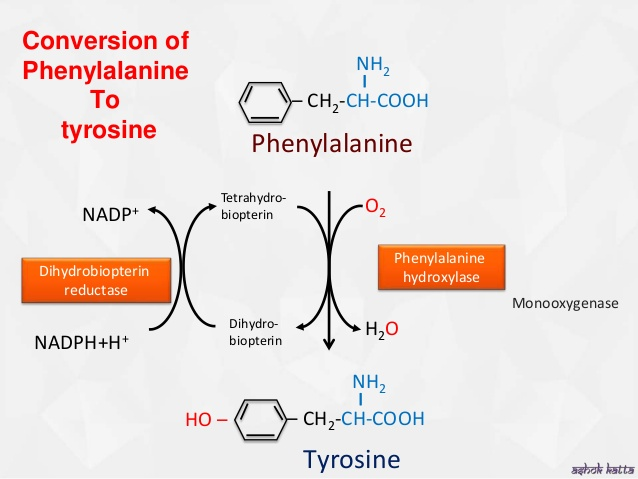 Conversion of
Phenylalanine
To
tyrosine
NH₂
– CH₂-CH-COOH
Phenylalanine
NADP⁺
Tetrahydro-
biopterin
O₂
Dihydrobiopterin
reductase
Phenylalanine
hydroxylase
Monooxygenase
NADPH+H⁺
Dihydro-
biopterin
H₂O
NH₂
HO –
– CH₂-CH-COOH
Tyrosine
ASHOK KATTA